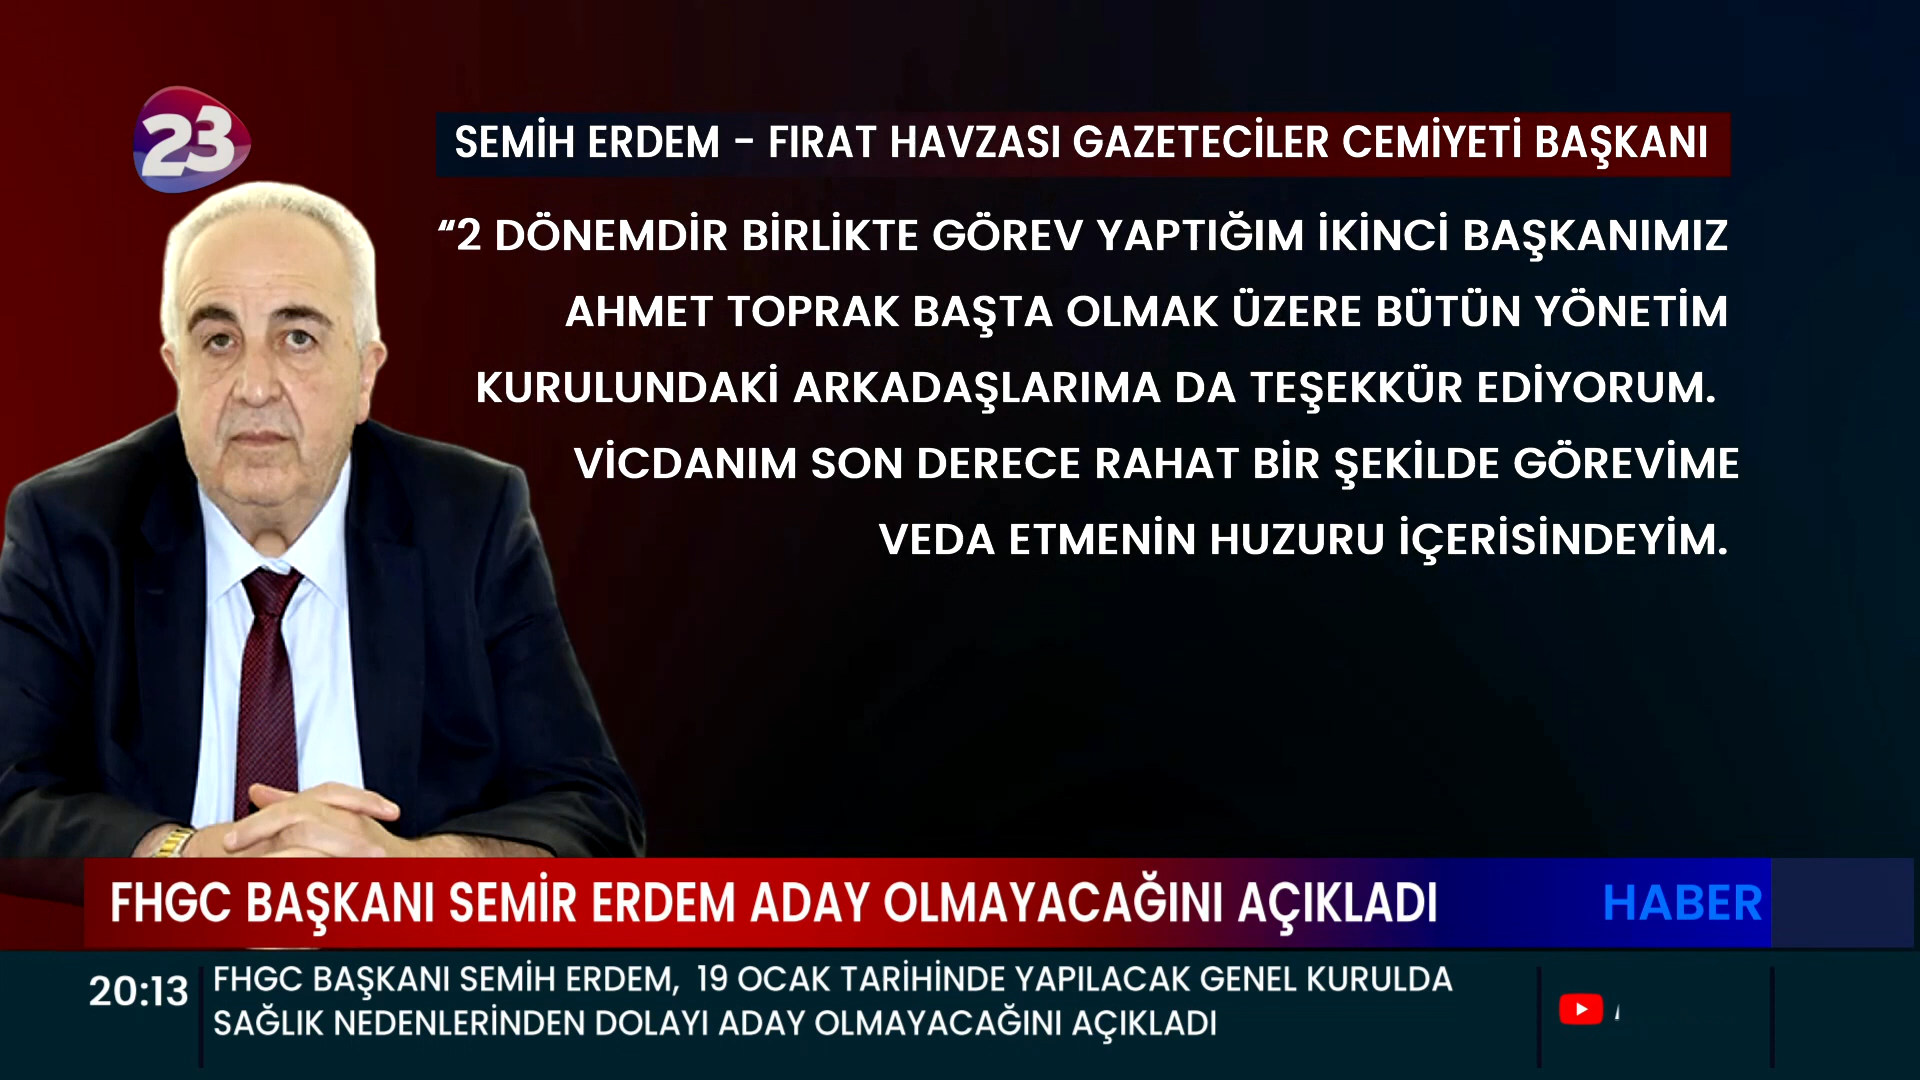 23
SEMİH ERDEM - FIRAT HAVZASI GAZETECİLER CEMİYETİ BAŞKANI
“2 DÖNEMDİR BİRLİKTE GÖREV YAPTIĞIM İKİNCİ BAŞKANIMIZ
AHMET TOPRAK BAŞTA OLMAK ÜZERE BÜTÜN YÖNETİM
KURULUNDAKİ ARKADAŞLARIMA DA TEŞEKKÜR EDİYORUM.
VİCDANIM SON DERECE RAHAT BİR ŞEKİLDE GÖREVİME
VEDA ETMENİN HUZURU İÇERİSİNDEYİM.
FHGC BAŞKANI SEMİR ERDEM ADAY OLMAYACAĞINI AÇIKLADI
HABER
20:13
FHGC BAŞKANI SEMİH ERDEM, 19 OCAK TARİHİNDE YAPILACAK GENEL KURULDA
SAĞLIK NEDENLERİNDEN DOLAYI ADAY OLMAYACAĞINI AÇIKLADI